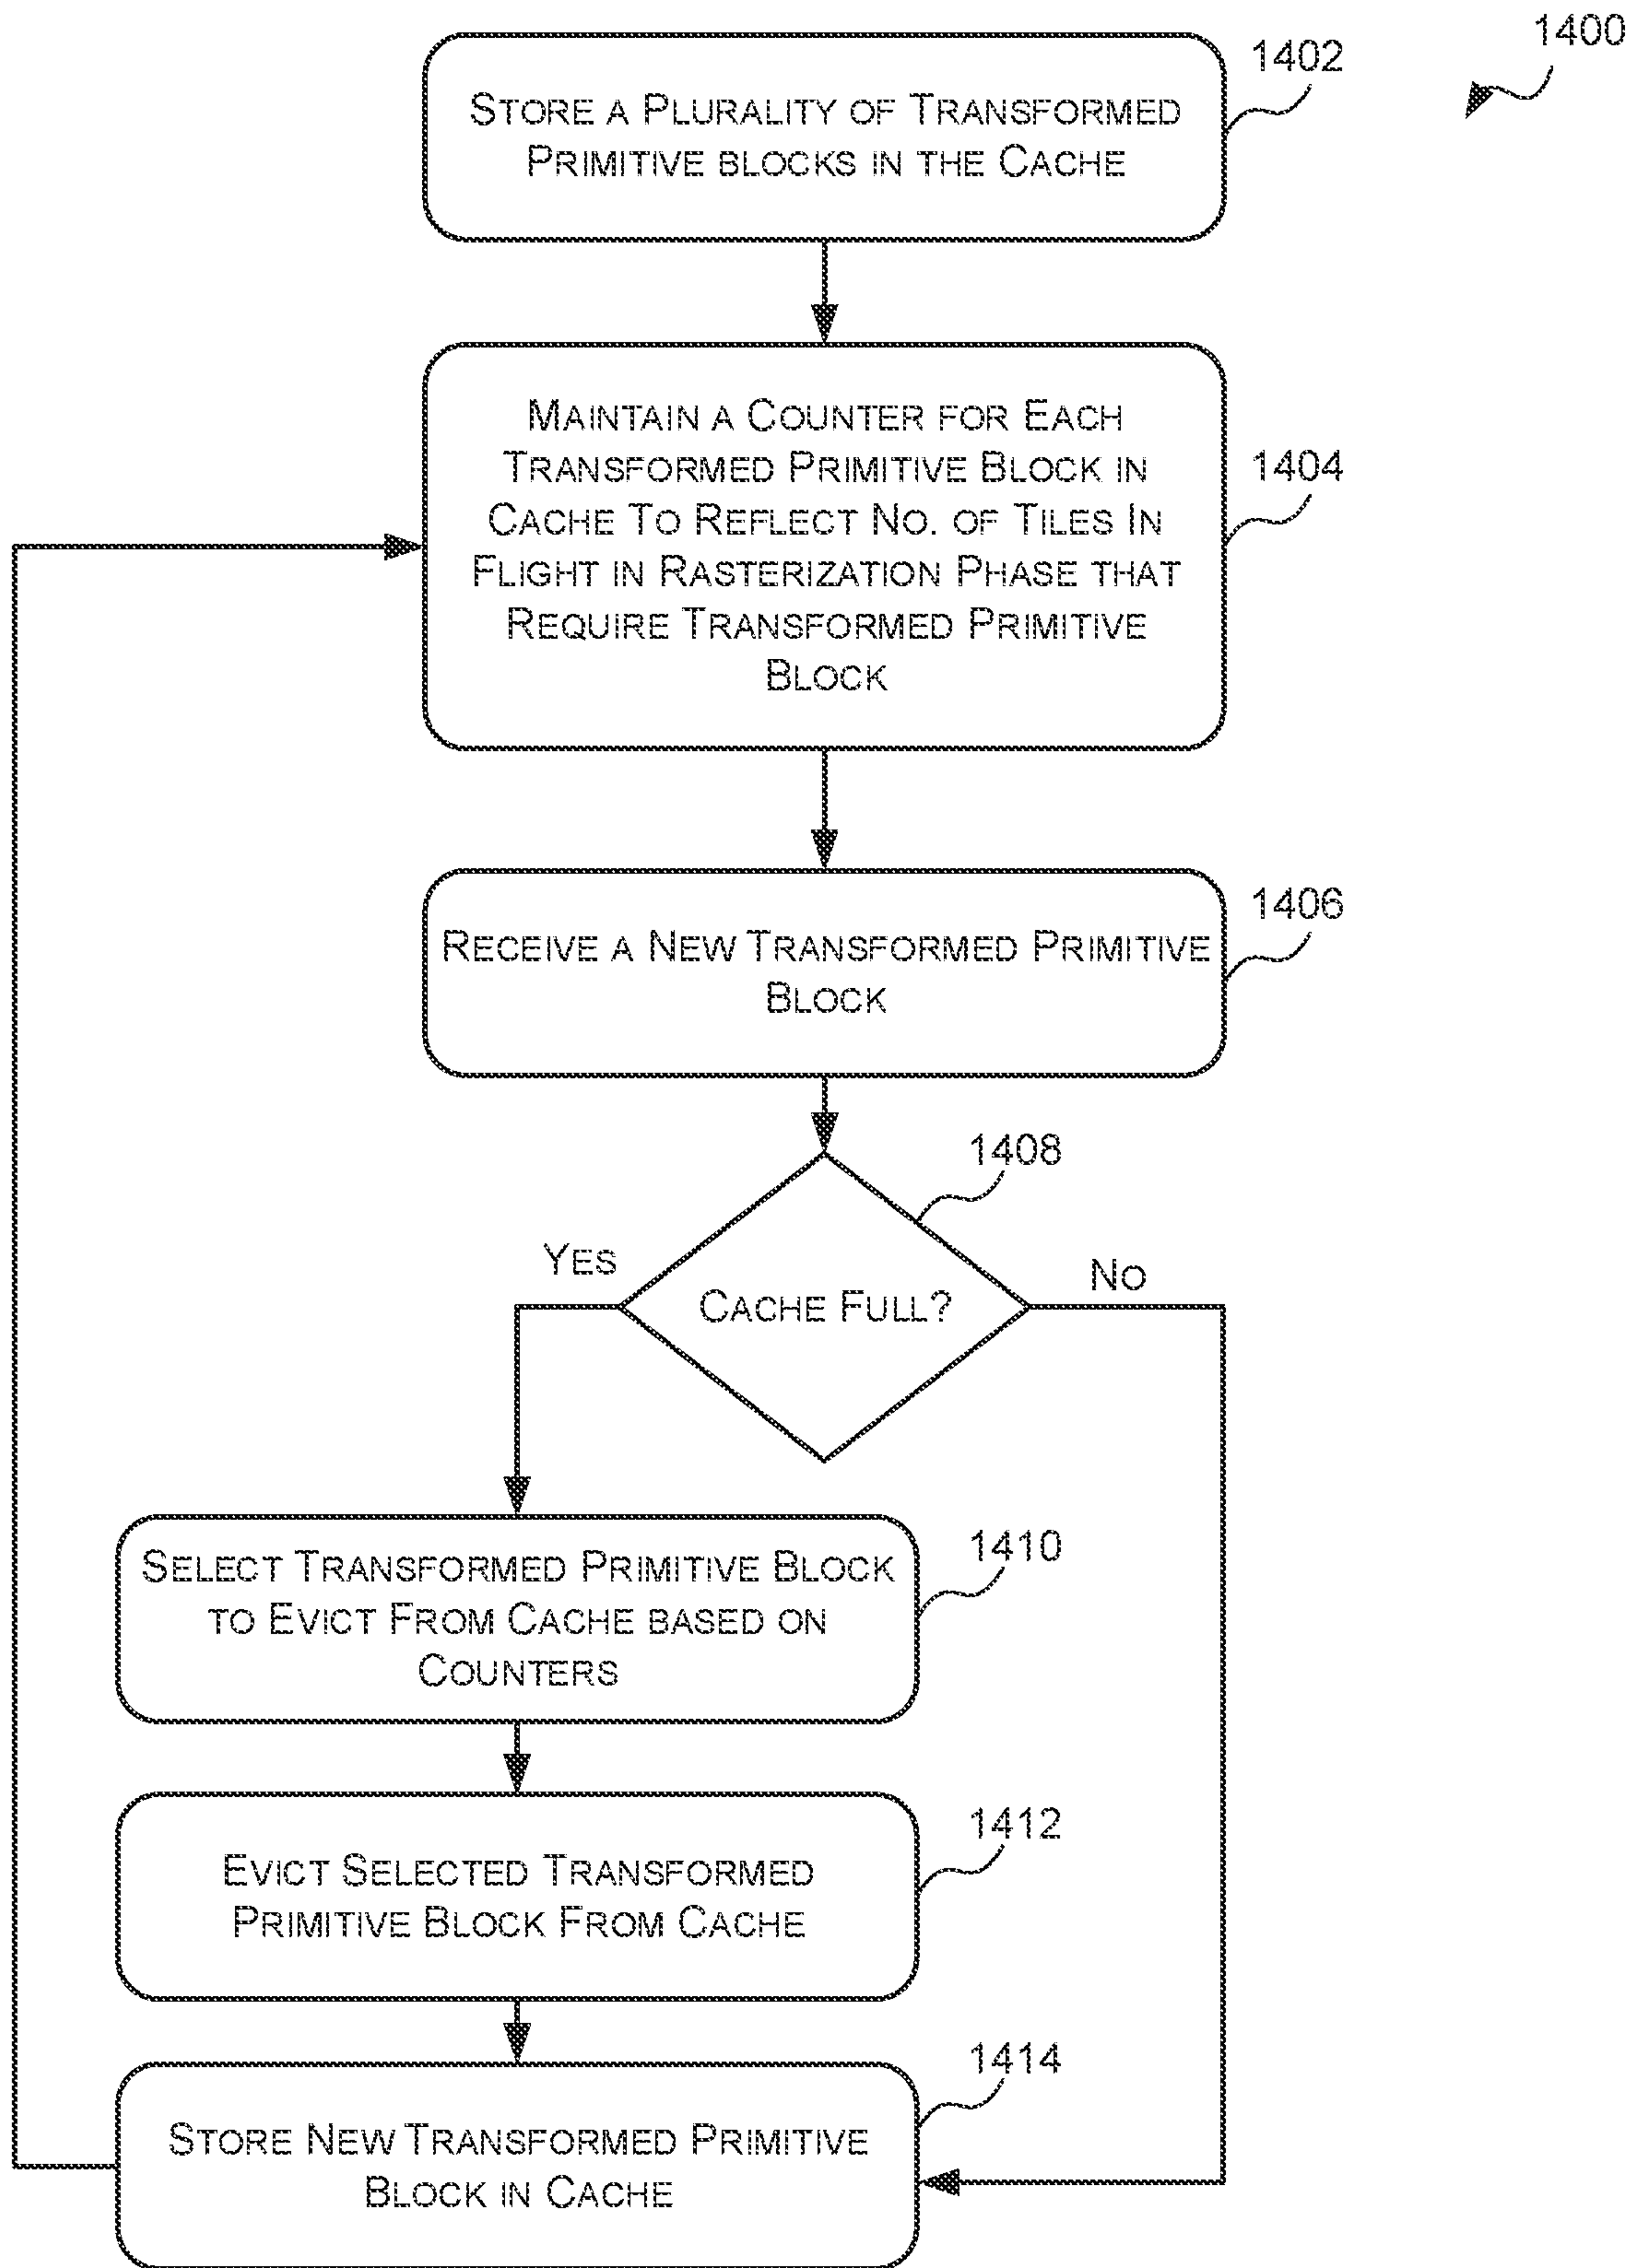 1400
1402
Store a Plurality of Transformed
Primitive blocks in the Cache
Maintain a Counter for Each
Transformed Primitive Block in
Cache To Reflect No. of Tiles In
Flight in Rasterization Phase that
Require Transformed Primitive
Block
1404
Receive a New Transformed Primitive
Block
1406
1408
Yes
No
Cache Full?
Select Transformed Primitive Block
to Evict From Cache based on
Counters
1410
Evict Selected Transformed
Primitive Block From Cache
1412
Store New Transformed Primitive
Block in Cache
1414